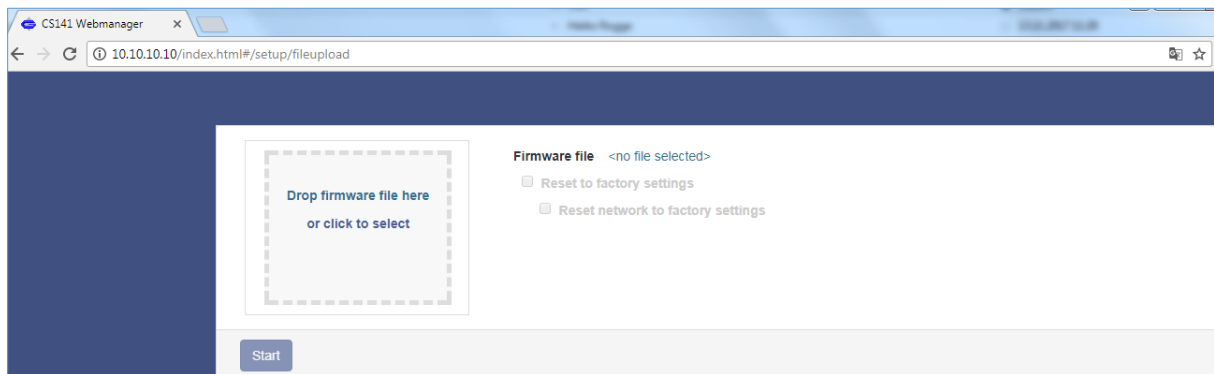 CS141 Webmanager
10.10.10.10/index.html#/setup/fileupload
Drop firmware file here
or click to select
Firmware file <no file selected>
Reset to factory settings
Reset network to factory settings
Start